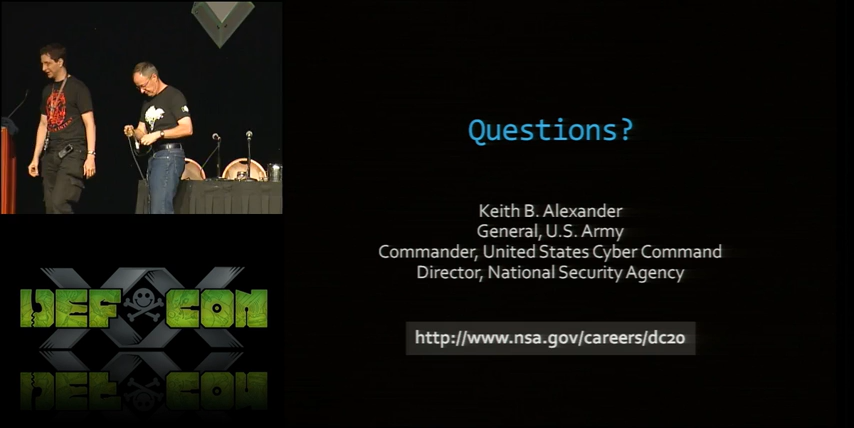 Questions?
Keith B. Alexander
General, U.S. Army
Commander, United States Cyber Command
Director, National Security Agency
http://www.nsa.gov/careers/dc20
XX
DEF CON